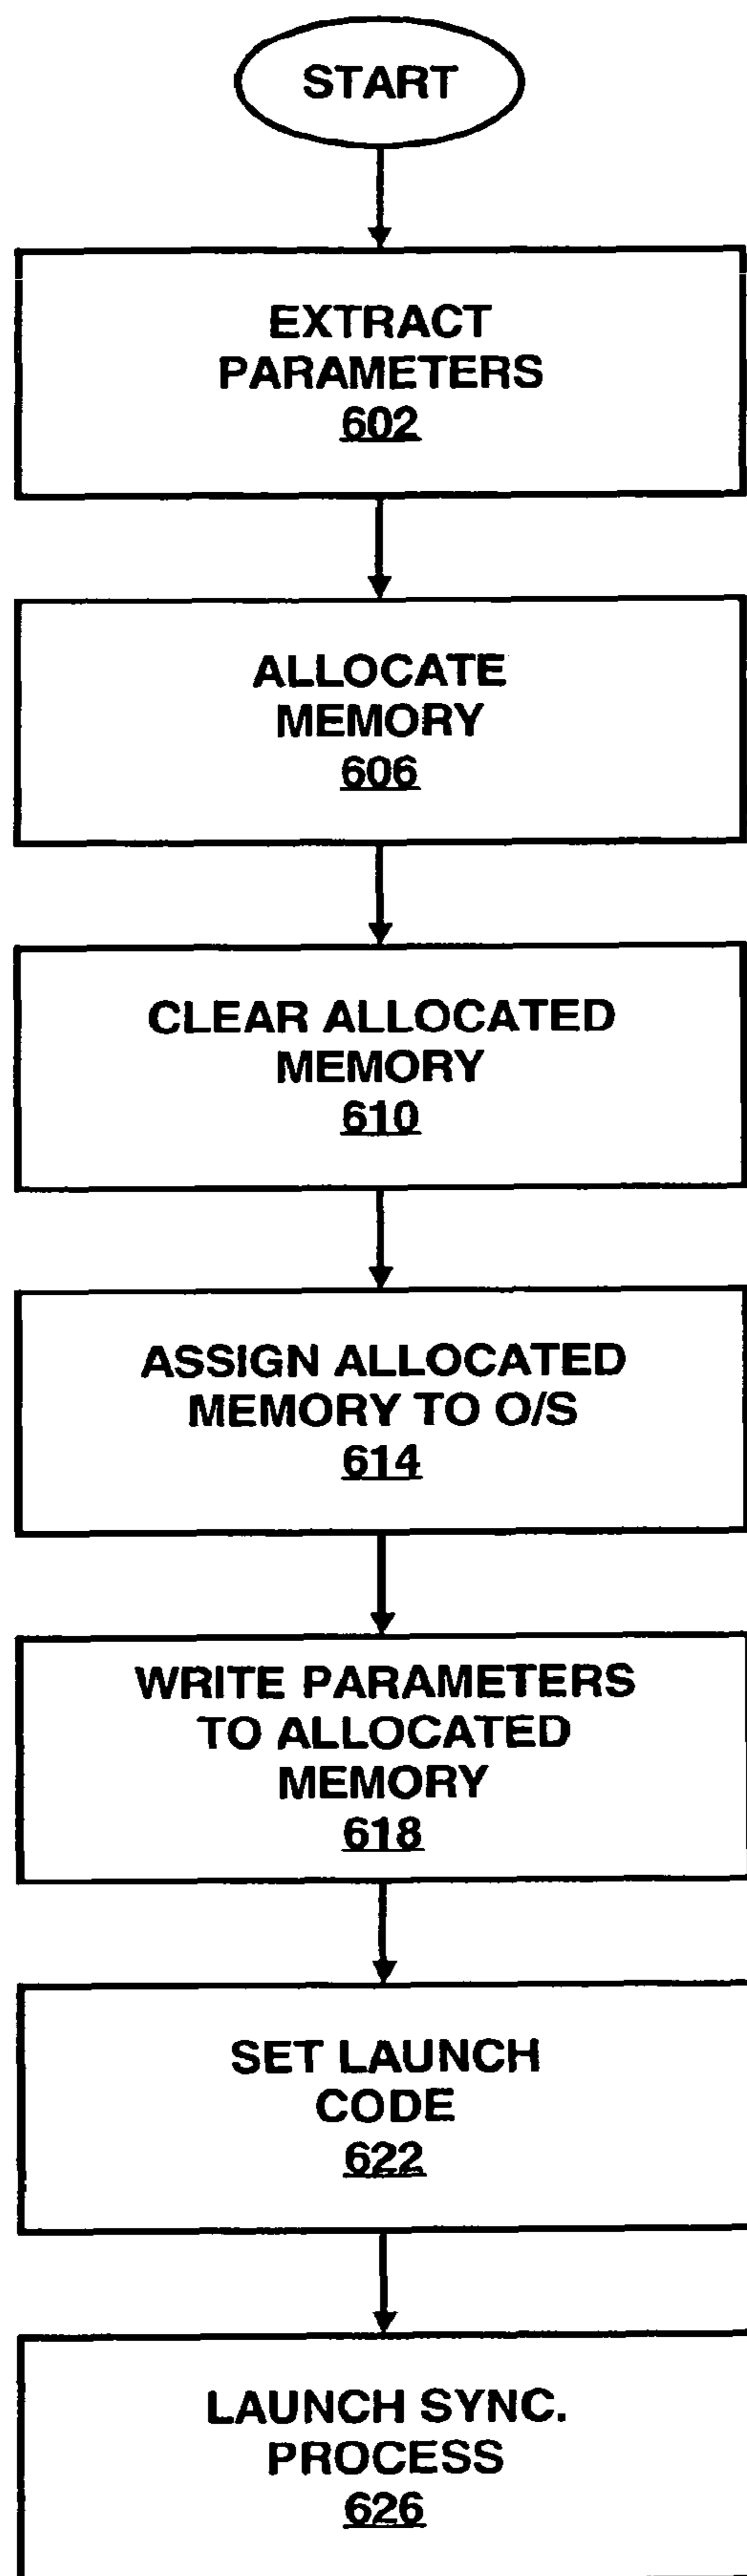 START
EXTRACT
PARAMETERS
602
ALLOCATE
MEMORY
606
CLEAR ALLOCATED
MEMORY
610
ASSIGN ALLOCATED
MEMORY TO O/S
614
WRITE PARAMETERS
TO ALLOCATED
MEMORY
618
SET LAUNCH
CODE
622
LAUNCH SYNC.
PROCESS
626